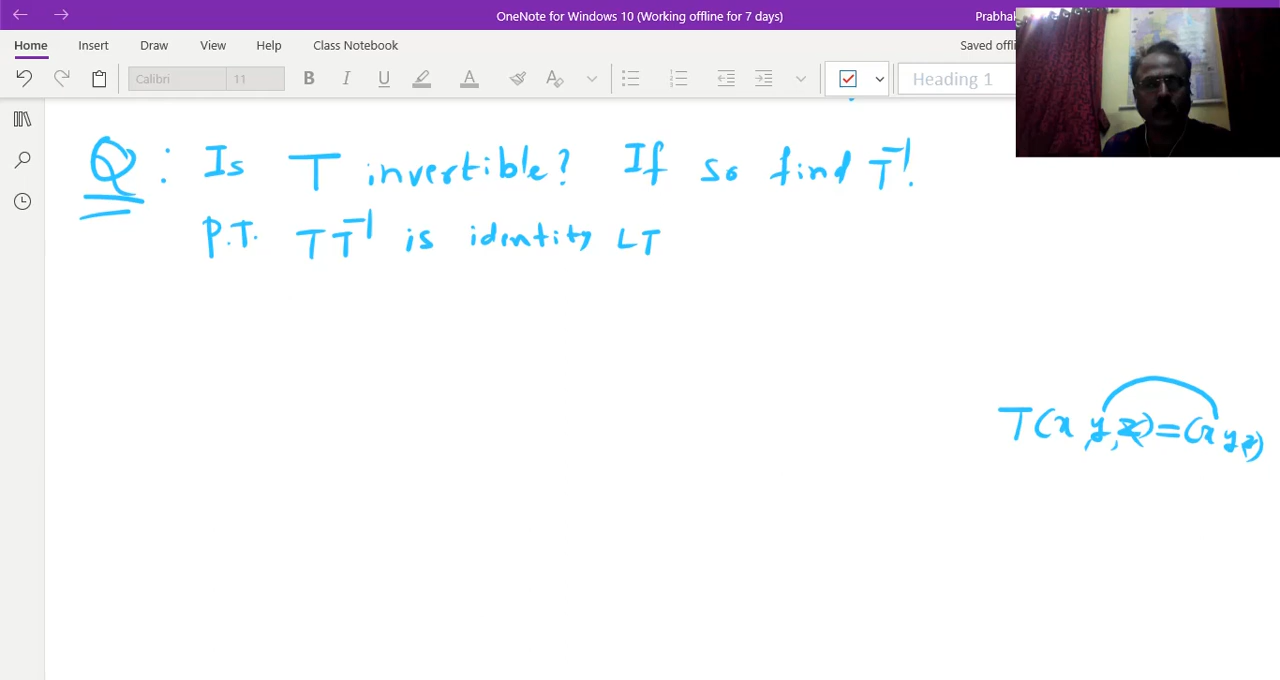 OneNote for Windows 10 (Working offline for 7 days)
Prabhak
Home Insert Draw View Help Class Notebook
Saved offli
Calibri 11 B I U A A Heading 1
Q : Is T invertible? If so find T⁻¹.
P.T. T T⁻¹ is identity LT
T(x y, z) = (x y z)